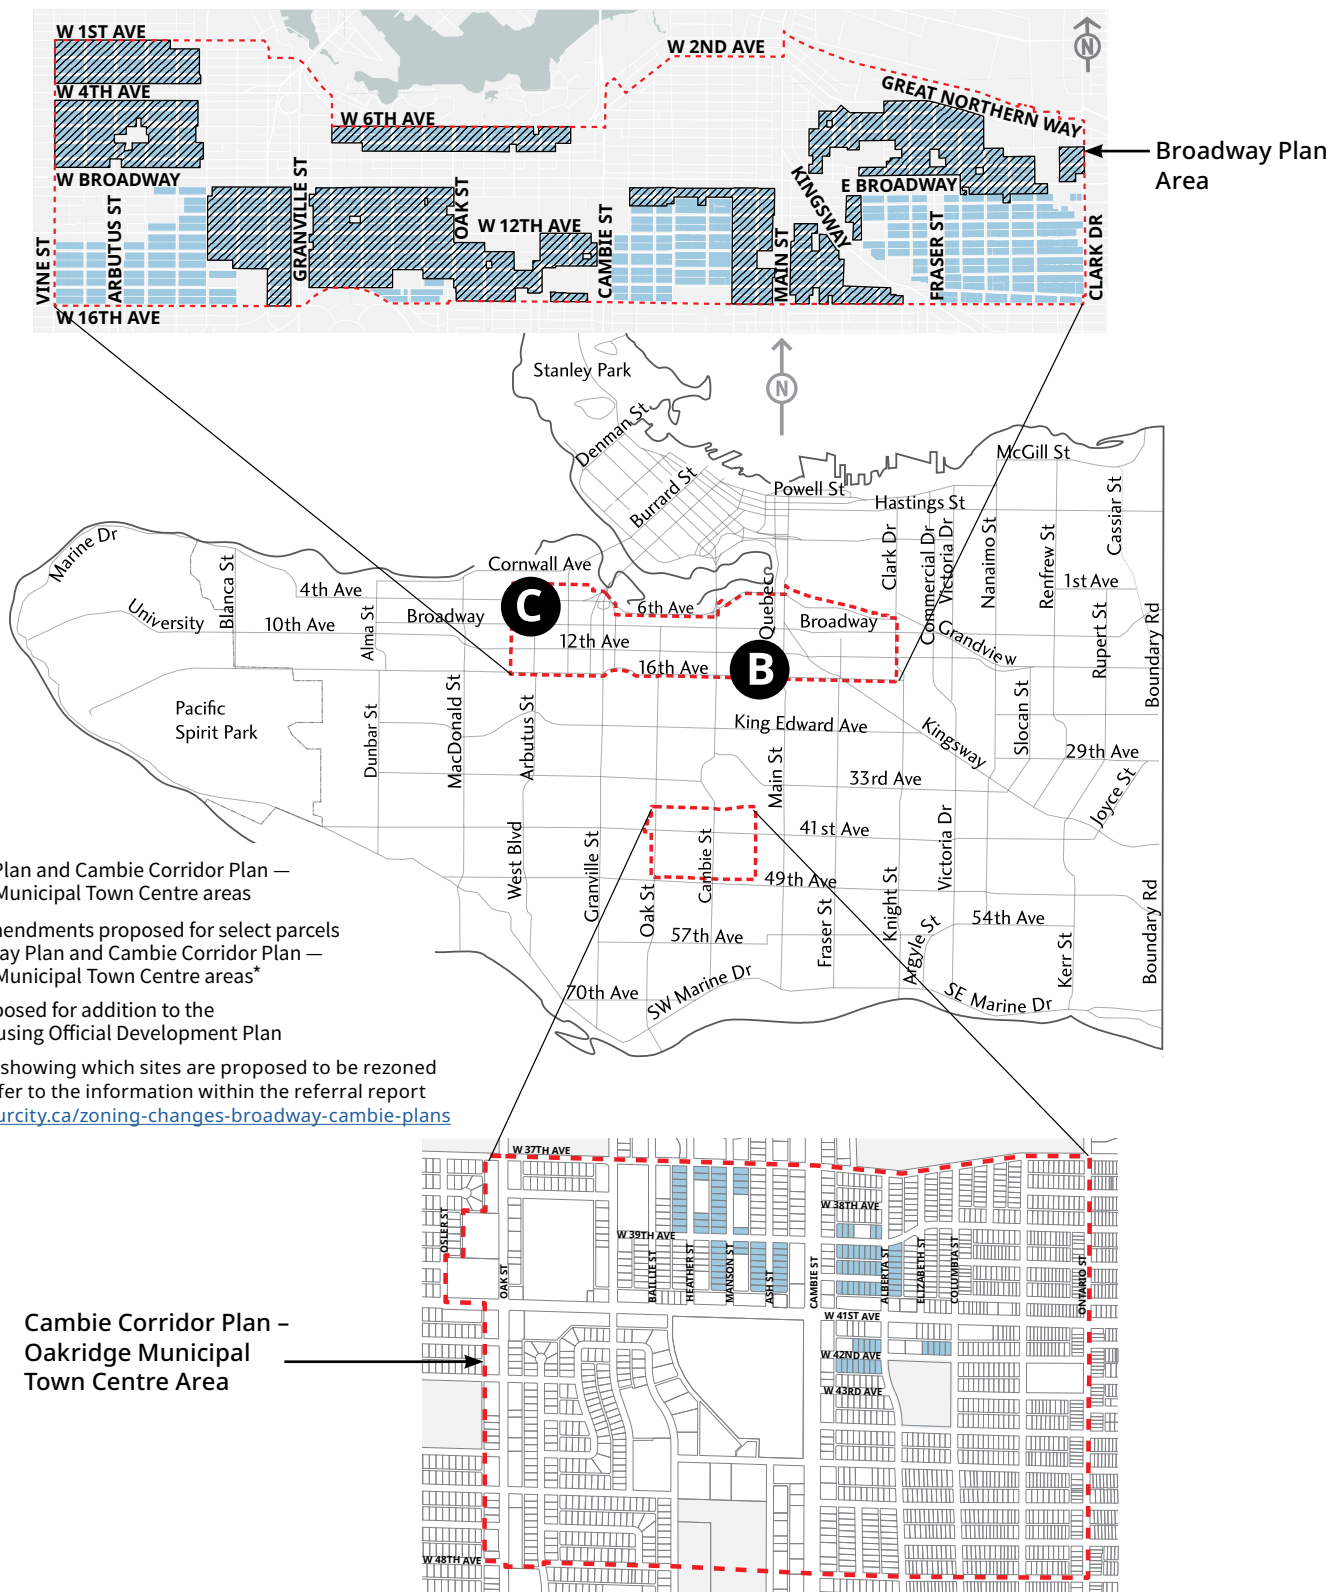 W 1ST AVE
W 2ND AVE
N
W 4TH AVE
GREAT NORTHERN WAY
W 6TH AVE
Broadway Plan
Area
W BROADWAY
E BROADWAY
KINGSWAY
GRANVILLE ST
OAK ST
W 12TH AVE
ARBUTUS ST
VINE ST
CAMBIE ST
MAIN ST
FRASER ST
CLARK DR
W 16TH AVE
N
Stanley Park
Denman St
Burrard St
McGill St
Powell St
Hastings St
Cassiar St
Marine Dr
Cornwall Ave
Clark Dr
Commercial Dr
Victoria Dr
Nanaimo St
Renfrew St
1st Ave
Blanca St
4th Ave
C
6th Ave
Quebec
University
10th Ave
Alma St
Broadway
Broadway
12th Ave
16th Ave
B
Grandview
Rupert St
Boundary Rd
Pacific
Spirit Park
Dunbar St
MacDonald St
Arbutus St
King Edward Ave
Kingsway
Slocan St
29th Ave
Main St
33rd Ave
Joyce St
41st Ave
West Blvd
Granville St
Cambie St
Victoria Dr
49th Ave
Oak St
Knight St
Fraser St
54th Ave
57th Ave
Argyle St
Kerr St
Boundary Rd
70th Ave
SW Marine Dr
SE Marine Dr
Plan and Cambie Corridor Plan —
Municipal Town Centre areas
nendments proposed for select parcels
ay Plan and Cambie Corridor Plan —
Municipal Town Centre areas*
posed for addition to the
using Official Development Plan
showing which sites are proposed to be rezoned
fer to the information within the referral report
urcity.ca/zoning-changes-broadway-cambie-plans
W 37TH AVE
W 38TH AVE
OSLER ST
W 39TH AVE
OAK ST
BAILLIE ST
HEATHER ST
MANSON ST
ASH ST
CAMBIE ST
ALBERTA ST
ELIZABETH ST
COLUMBIA ST
ONTARIO ST
W 41ST AVE
Cambie Corridor Plan –
Oakridge Municipal
Town Centre Area
W 42ND AVE
W 43RD AVE
W 48TH AVE